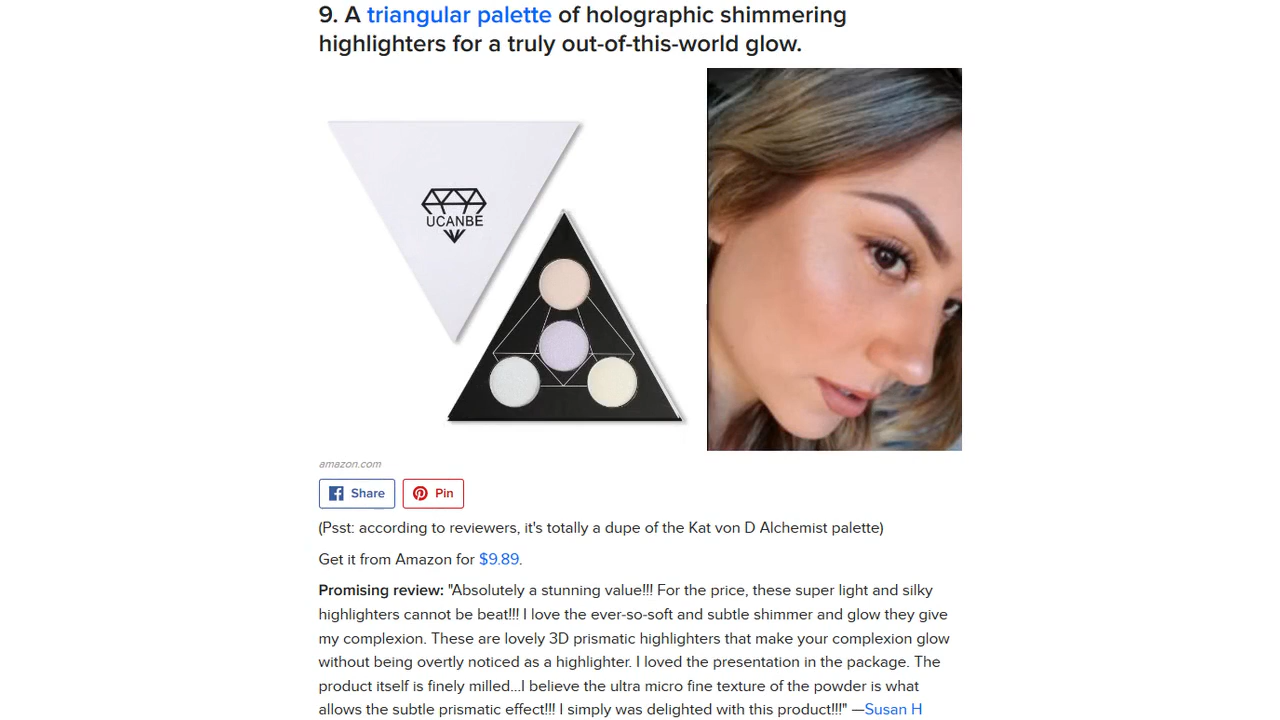 9. A triangular palette of holographic shimmering
highlighters for a truly out-of-this-world glow.
UCANBE
amazon.com
Share
Pin
(Psst: according to reviewers, it's totally a dupe of the Kat von D Alchemist palette)
Get it from Amazon for $9.89.
Promising review: "Absolutely a stunning value!!! For the price, these super light and silky
highlighters cannot be beat!!! I love the ever-so-soft and subtle shimmer and glow they give
my complexion. These are lovely 3D prismatic highlighters that make your complexion glow
without being overtly noticed as a highlighter. I loved the presentation in the package. The
product itself is finely milled...I believe the ultra micro fine texture of the powder is what
allows the subtle prismatic effect!!! I simply was delighted with this product!!!" —Susan H